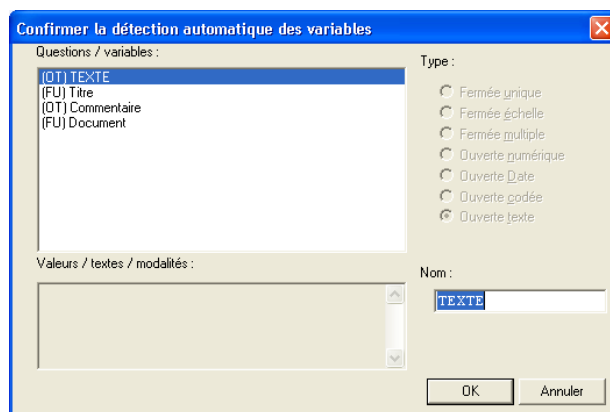 Confirmer la détection automatique des variables
Questions / variables :
(OT) TEXTE
(FU) Titre
(OT) Commentaire
(FU) Document
Type :
Fermée unique
Fermée échelle
Fermée multiple
Ouverte numérique
Ouverte Date
Ouverte codée
Ouverte texte
Valeurs / textes / modalités :
Nom :
TEXTE
OK
Annuler